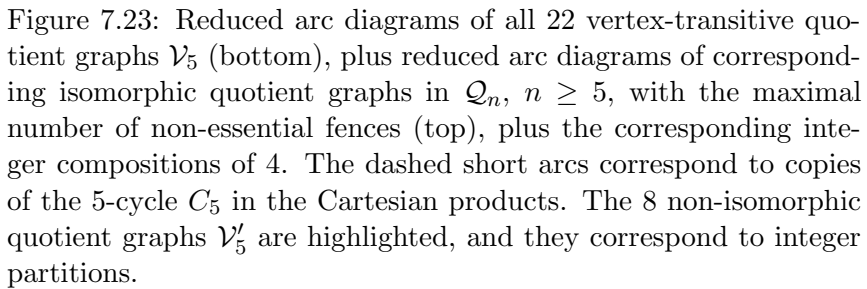 Figure 7.23: Reduced arc diagrams of all 22 vertex-transitive quo-
tient graphs 𝒱₅ (bottom), plus reduced arc diagrams of correspond-
ing isomorphic quotient graphs in 𝒬ₙ, n ≥ 5, with the maximal
number of non-essential fences (top), plus the corresponding inte-
ger compositions of 4. The dashed short arcs correspond to copies
of the 5-cycle C₅ in the Cartesian products. The 8 non-isomorphic
quotient graphs 𝒱′₅ are highlighted, and they correspond to integer
partitions.